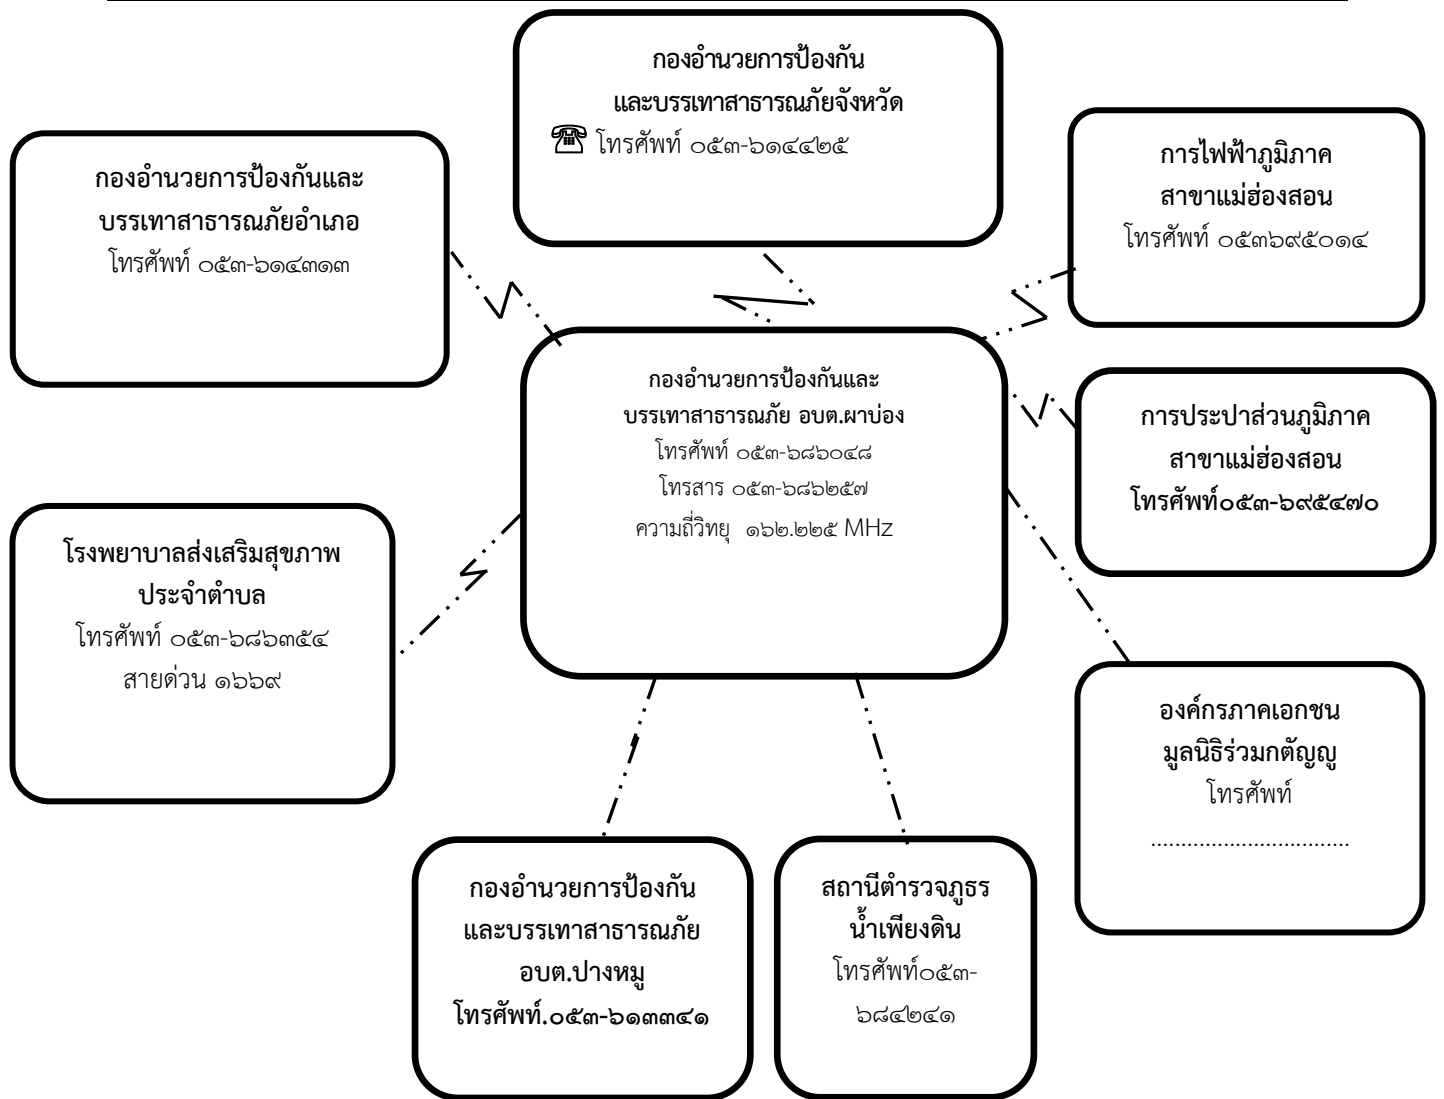 กองอำนวยการป้องกัน
และบรรเทาสาธารณภัยจังหวัด
โทรศัพท์ ๐๕๓-๖๑๔๔๒๕
กองอำนวยการป้องกันและ
บรรเทาสาธารณภัยอำเภอ
โทรศัพท์ ๐๕๓-๖๑๔๓๑๓
การไฟฟ้าภูมิภาค
สาขาแม่ฮ่องสอน
โทรศัพท์ ๐๕๓๖๙๕๐๑๔
กองอำนวยการป้องกันและ
บรรเทาสาธารณภัย อบต.ผาบ่อง
โทรศัพท์ ๐๕๓-๖๘๖๐๔๘
โทรสาร ๐๕๓-๖๘๖๒๕๗
ความถี่วิทยุ ๑๖๒.๒๒๕ MHz
การประปาส่วนภูมิภาค
สาขาแม่ฮ่องสอน
โทรศัพท์๐๕๓-๖๙๕๔๗๐
โรงพยาบาลส่งเสริมสุขภาพ
ประจำตำบล
โทรศัพท์ ๐๕๓-๖๘๖๓๕๔
สายด่วน ๑๖๖๙
องค์กรภาคเอกชน
มูลนิธิร่วมกตัญญู
โทรศัพท์
.................................
กองอำนวยการป้องกัน
และบรรเทาสาธารณภัย
อบต.ปางหมู
โทรศัพท์.๐๕๓-๖๑๓๓๔๑
สถานีตำรวจภูธร
น้ำเพียงดิน
โทรศัพท์๐๕๓-
๖๘๔๒๔๑